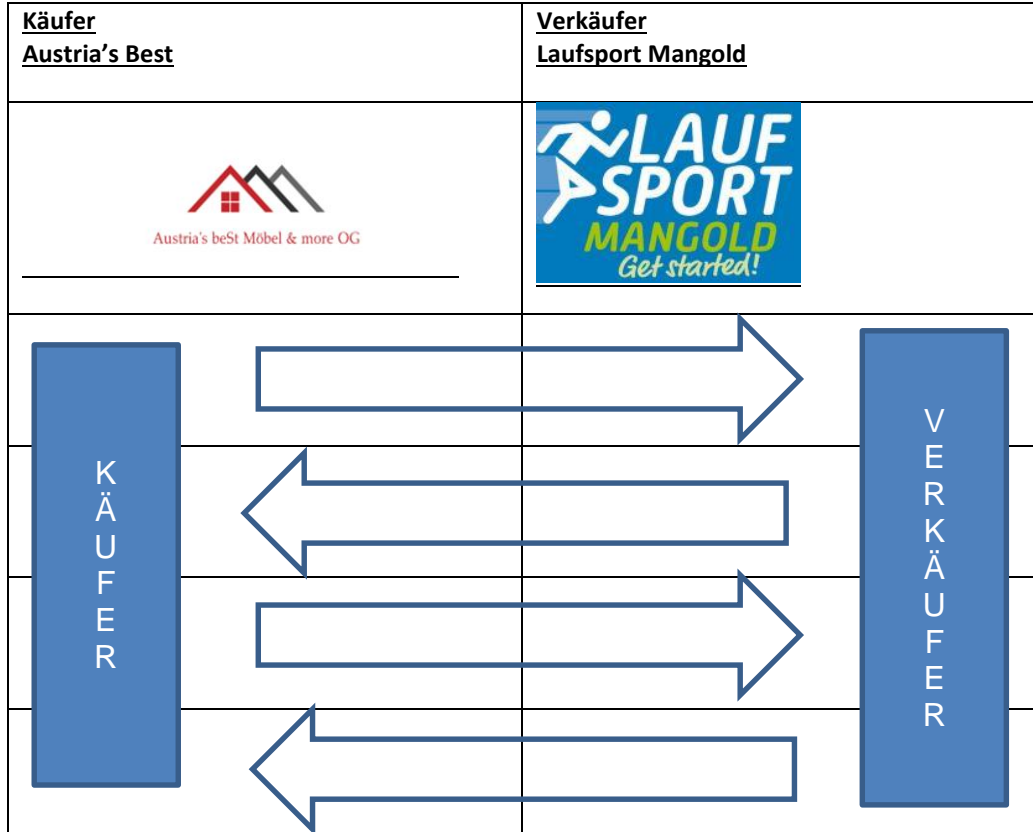 Käufer
Austria's Best
Verkäufer
Laufsport Mangold
Austria's beSt Möbel & more OG
LAUF
SPORT
MANGOLD
Get started!
K
Ä
U
F
E
R
V
E
R
K
Ä
U
F
E
R